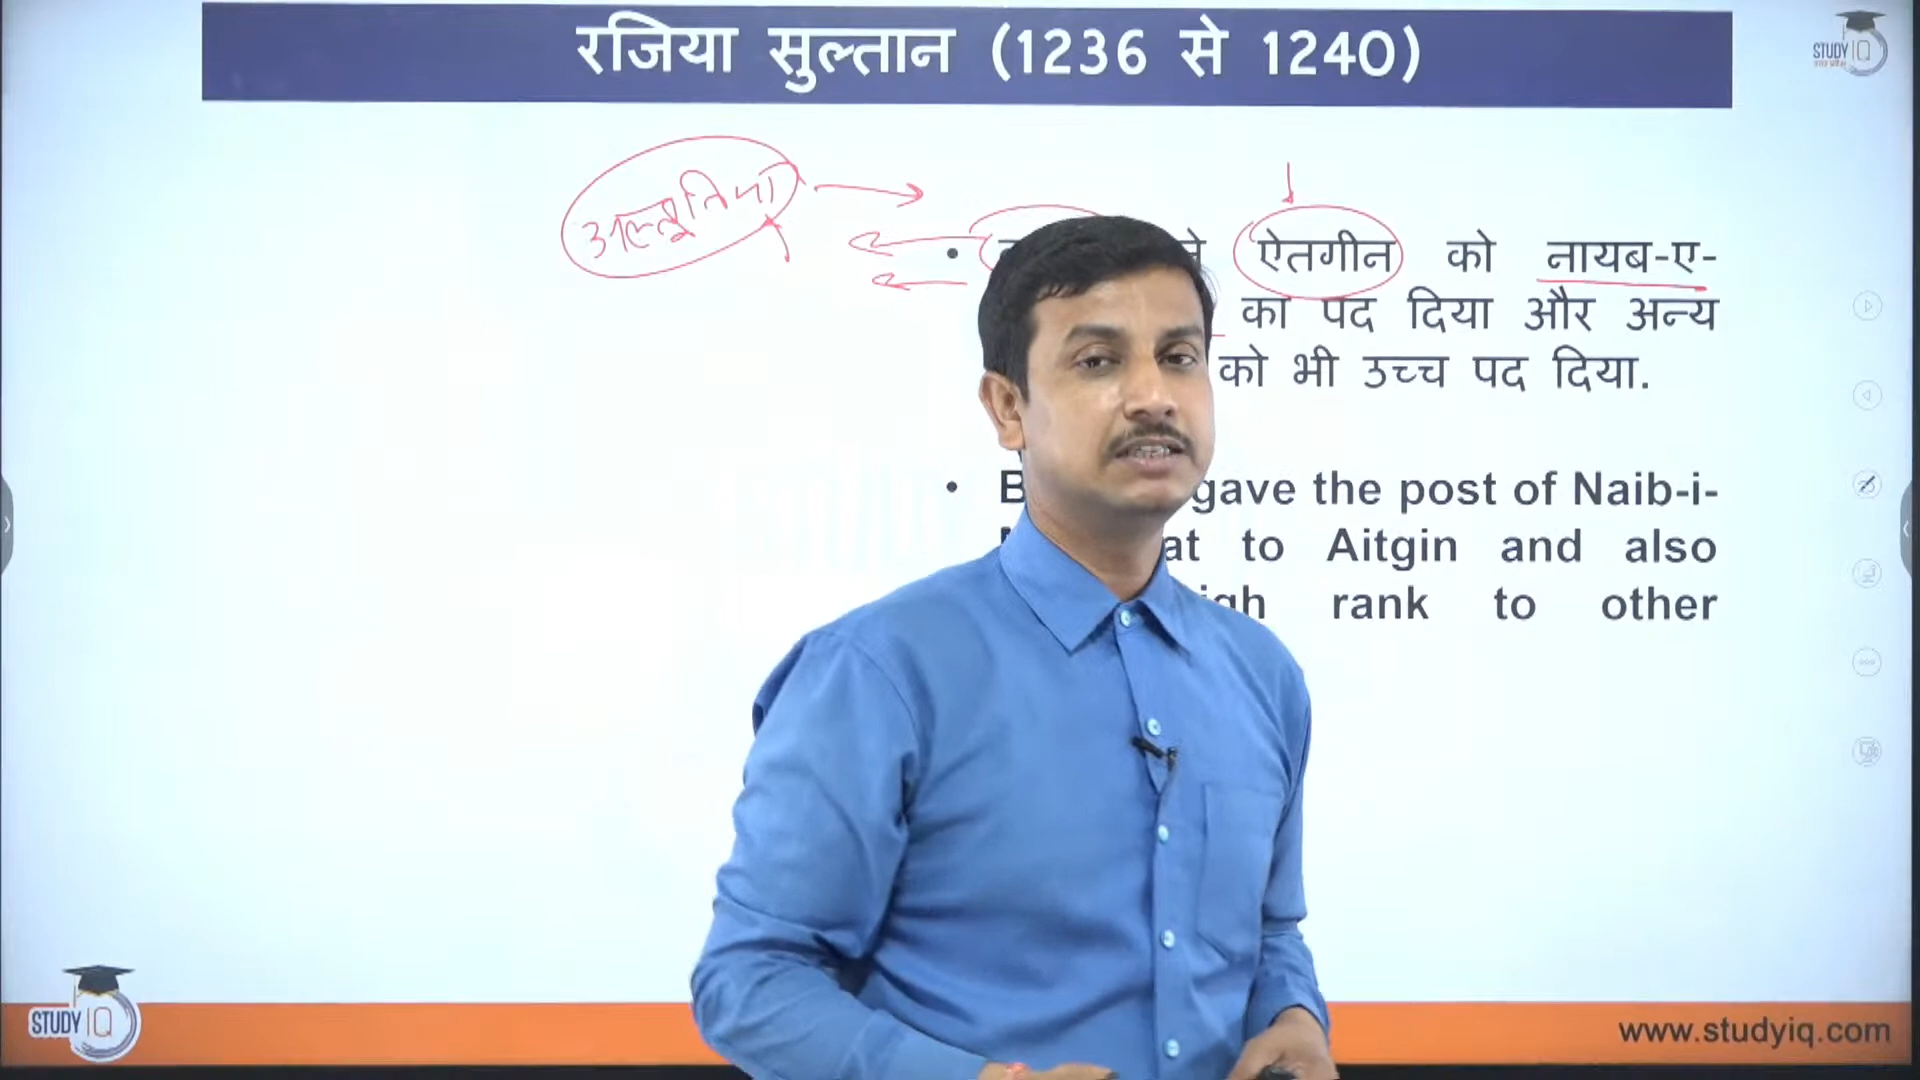 रजिया सुल्तान (1236 से 1240)
STUDY IQ
अल्तूनिया
ऐतगीन को नायब-ए-
का पद दिया और अन्य
को भी उच्च पद दिया.
gave the post of Naib-i-
to Aitgin and also
rank to other
STUDY IQ
www.studyiq.com